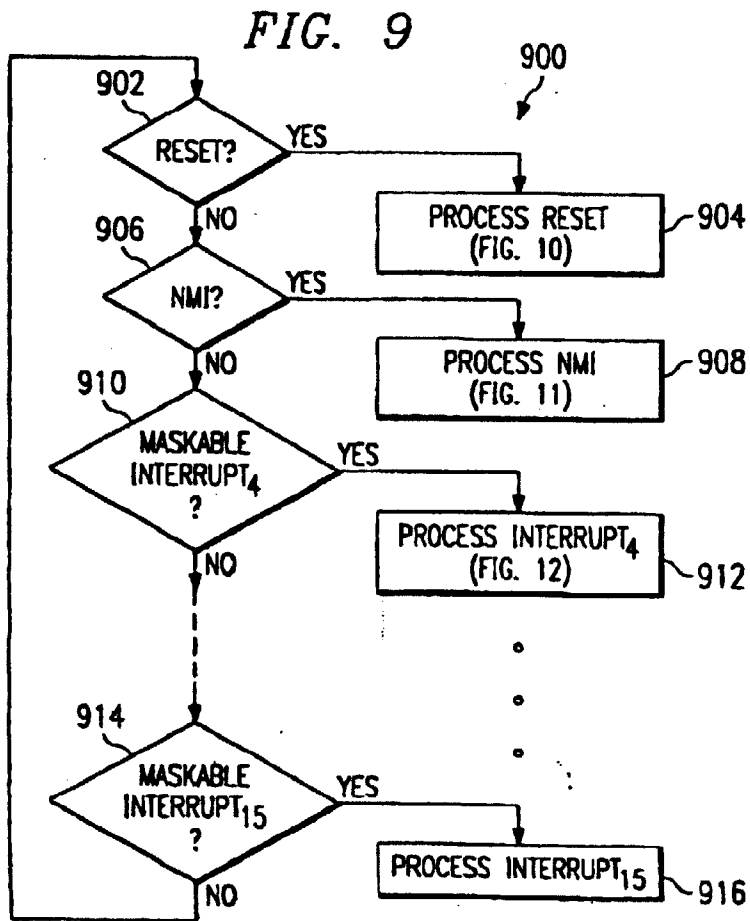 FIG. 9
900
902
RESET?
YES
NO
PROCESS RESET
(FIG. 10)
904
906
NMI?
YES
NO
PROCESS NMI
(FIG. 11)
908
910
MASKABLE
INTERRUPT4
?
YES
NO
PROCESS INTERRUPT4
(FIG. 12)
912
914
MASKABLE
INTERRUPT15
?
YES
NO
PROCESS INTERRUPT15
916